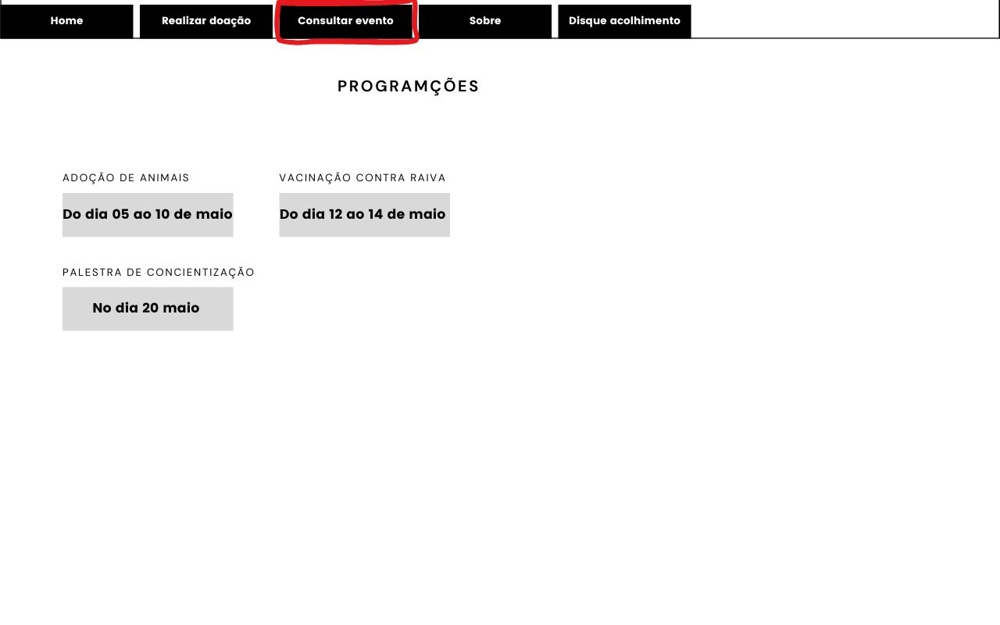 Home Realizar doação Consultar evento Sobre Disque acolhimento
PROGRAMÇÕES
ADOÇÃO DE ANIMAIS VACINAÇÃO CONTRA RAIVA
Do dia 05 ao 10 de maio Do dia 12 ao 14 de maio
PALESTRA DE CONCIENTIZAÇÃO
No dia 20 maio